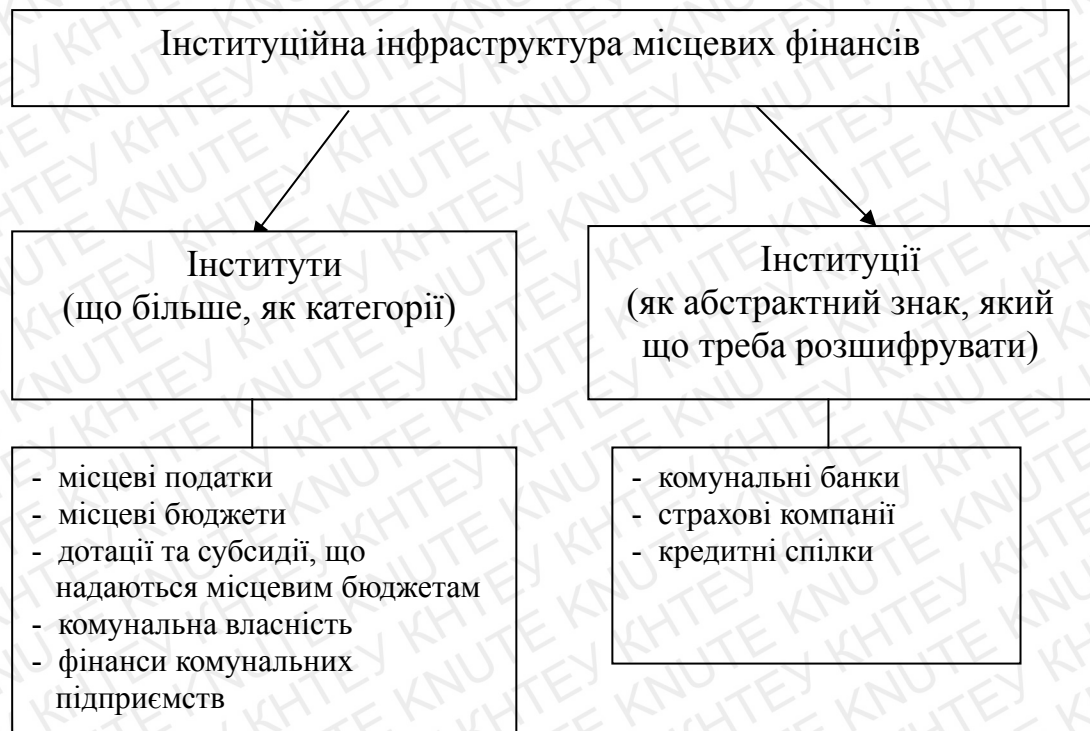 Інституційна інфраструктура місцевих фінансів
Інститути
(що більше, як категорії)
Інституції
(як абстрактний знак, який
що треба розшифрувати)
- місцеві податки
- місцеві бюджети
- дотації та субсидії, що
надаються місцевим бюджетам
- комунальна власність
- фінанси комунальних
підприємств
- комунальні банки
- страхові компанії
- кредитні спілки